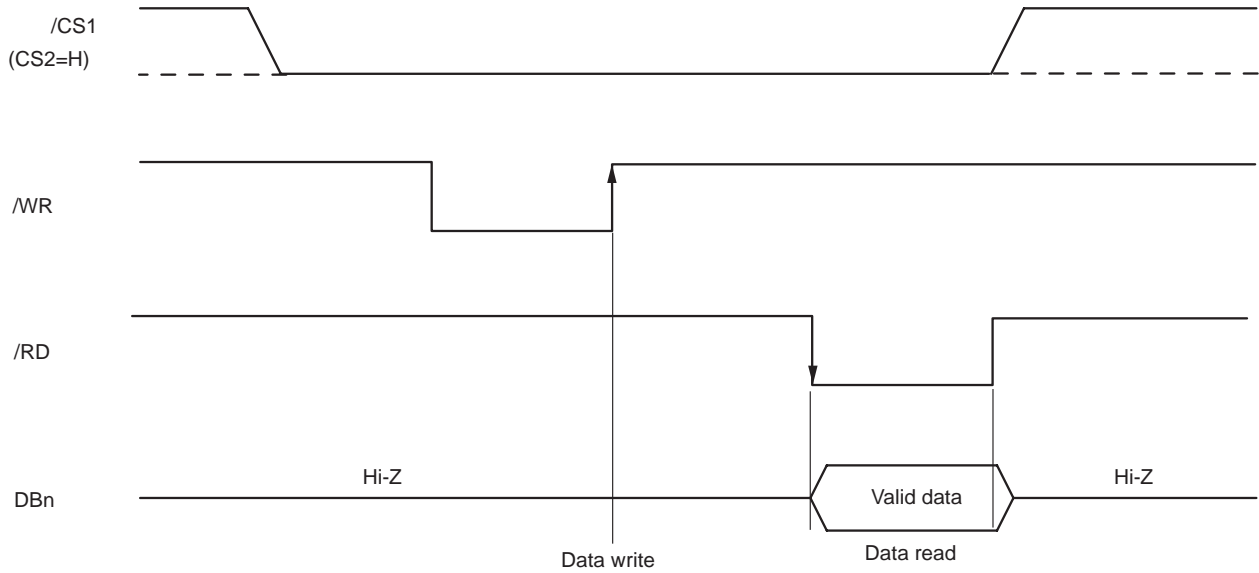 /CS1
(CS2=H)
/WR
/RD
DBn
Hi-Z
Valid data
Hi-Z
Data write
Data read